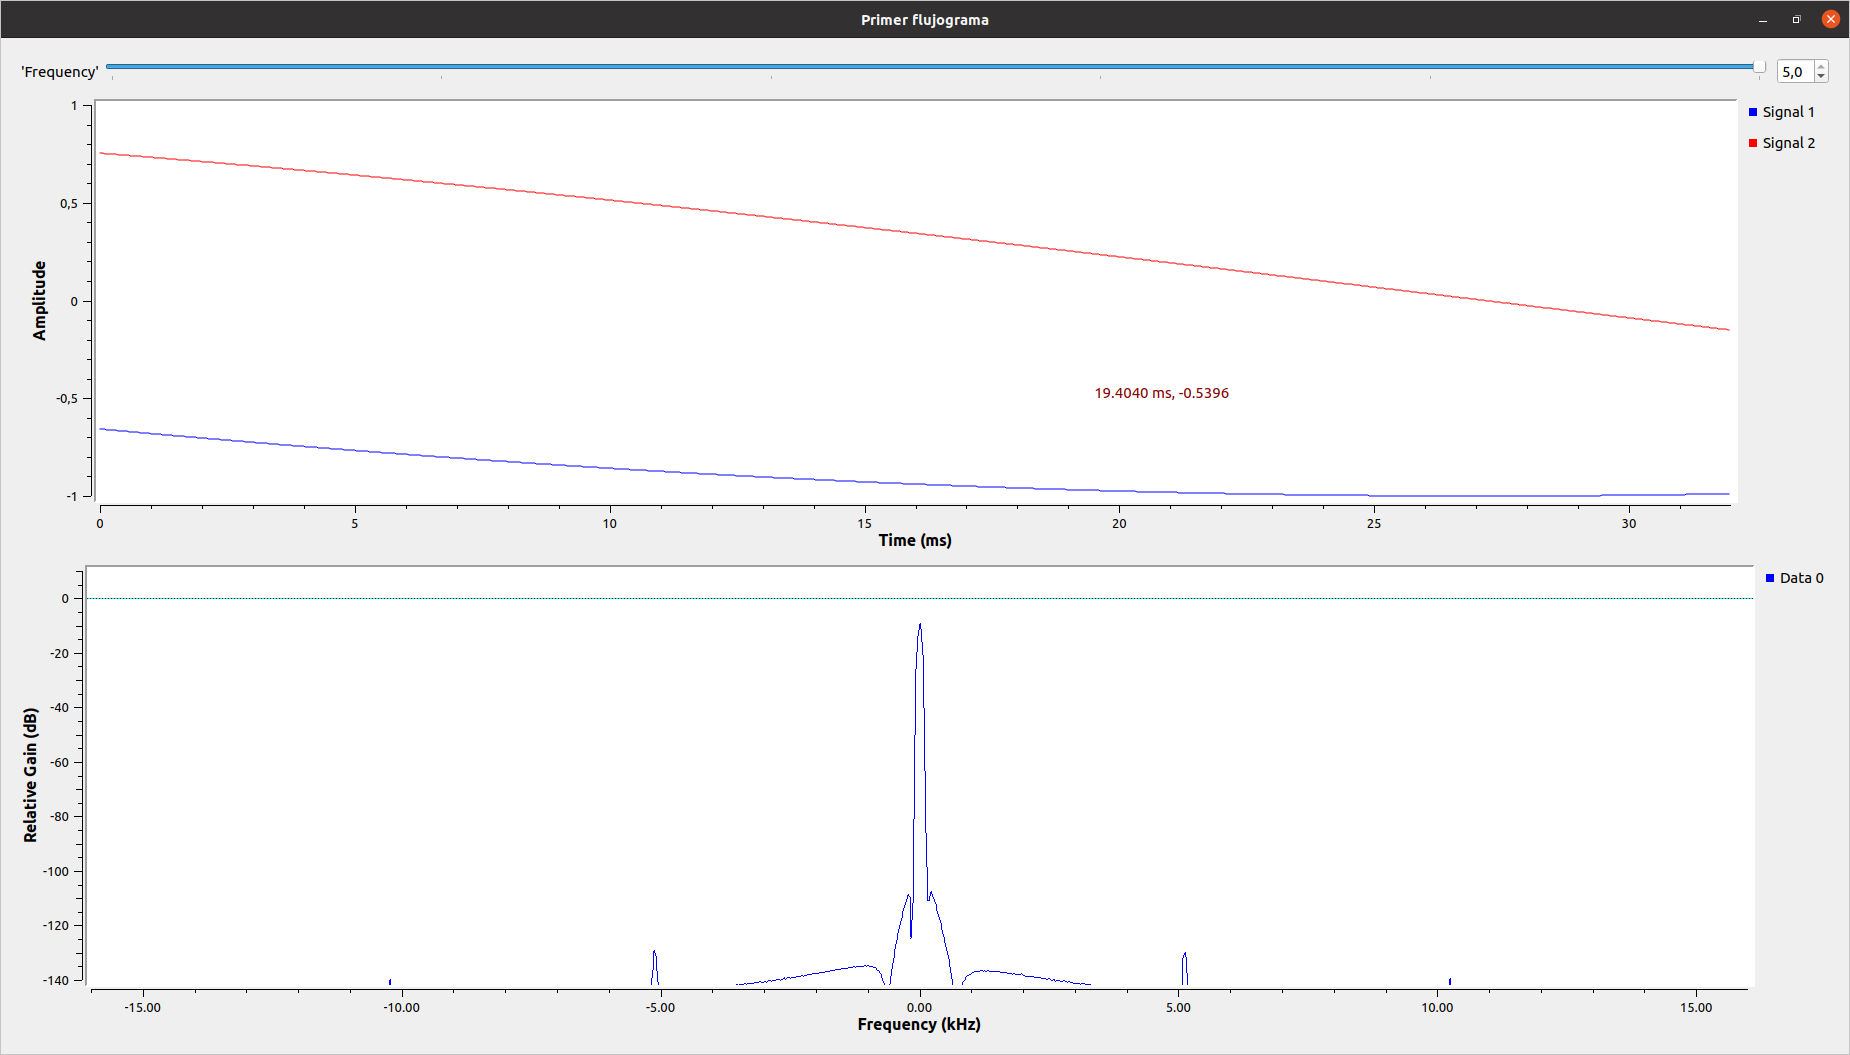 Primer flujograma
'Frequency'
5,0
Signal 1
Signal 2
Amplitude
1
0,5
0
-0,5
-1
19.4040 ms, -0.5396
0 5 10 15 20 25 30
Time (ms)
Data 0
Relative Gain (dB)
0
-20
-40
-60
-80
-100
-120
-140
-15.00 -10.00 -5.00 0.00 5.00 10.00 15.00
Frequency (kHz)